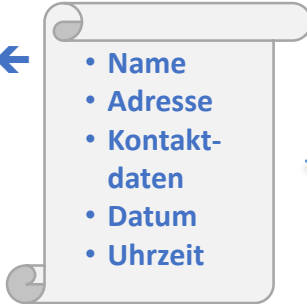 • Name
• Adresse
• Kontakt-
daten
• Datum
• Uhrzeit